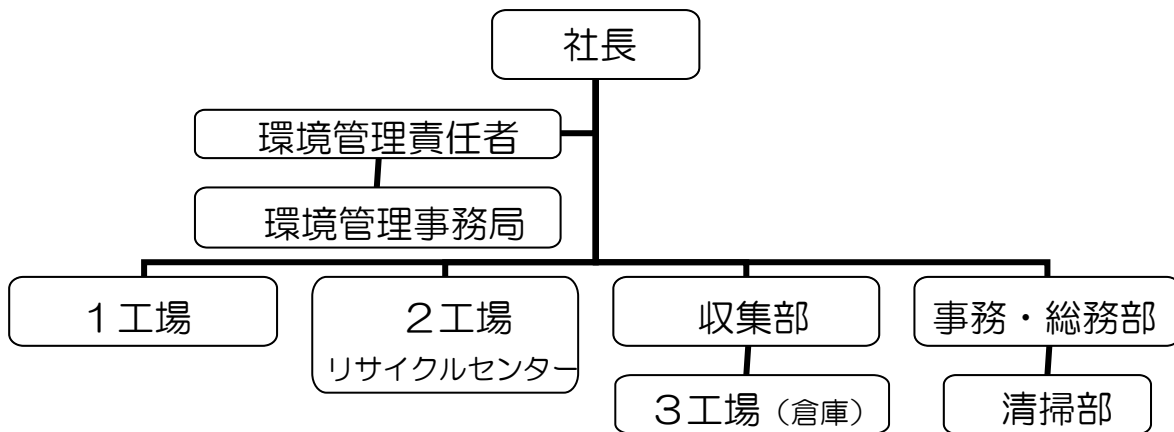 社長
環境管理責任者
環境管理事務局
１工場
２工場
リサイクルセンター
収集部
事務・総務部
３工場（倉庫）
清掃部